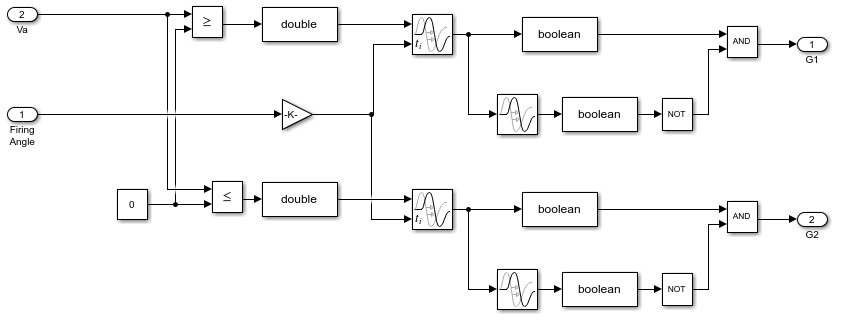 2
Va
≥
double
t_i
boolean
AND
1
G1
1
Firing
Angle
-K-
boolean
NOT
0
≤
double
t_i
boolean
AND
2
G2
boolean
NOT